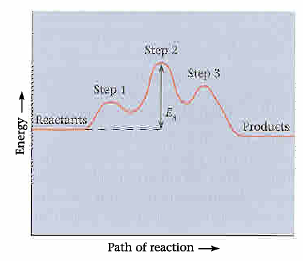 Step 2
Step 3
Step 1
Reactants
Eₐ
Products
Energy →
Path of reaction →